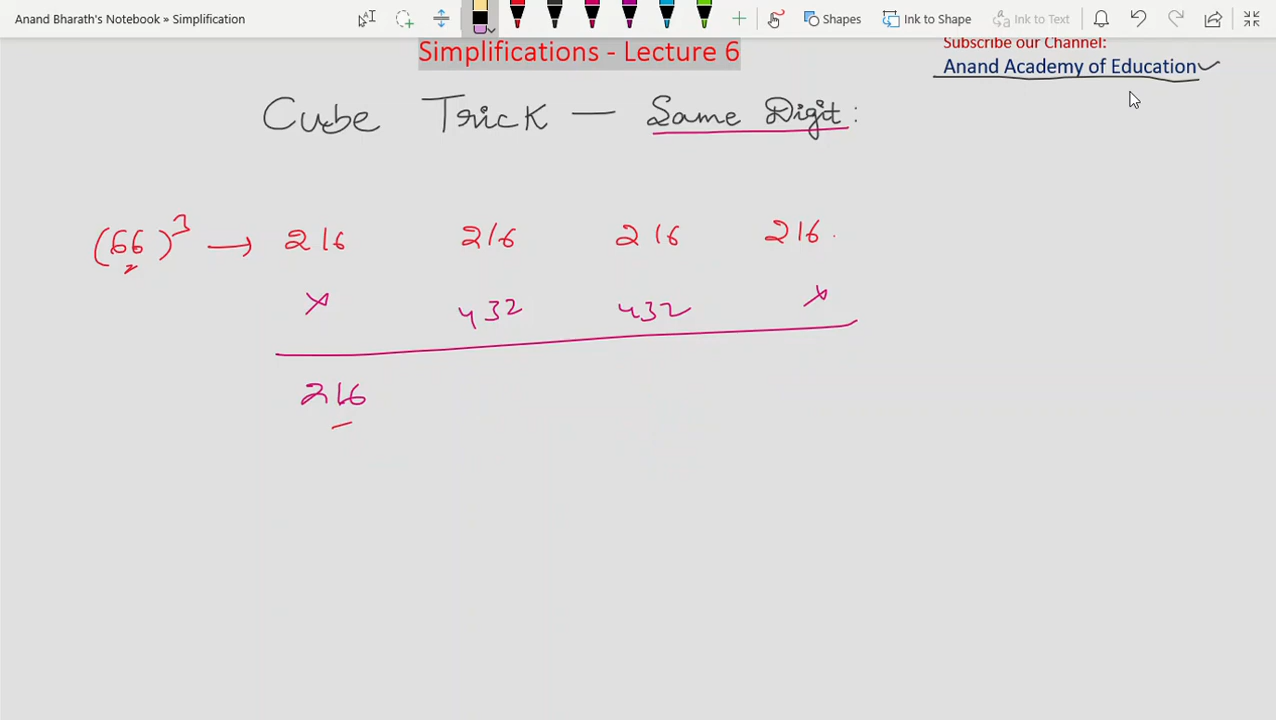 Anand Bharath's Notebook » Simplification
Shapes
Ink to Shape
Ink to Text
Simplifications - Lecture 6
Subscribe our Channel:
Anand Academy of Education
Cube Trick — Same Digit:
(66)³ → 216 216 216 216.
× 432 432 ×
216